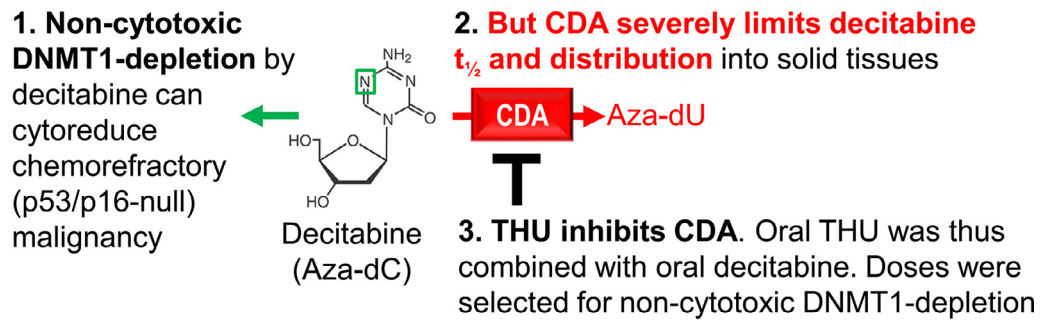 1. Non-cytotoxic
DNMT1-depletion by
decitabine can
cytoreduce
chemorefractory
(p53/p16-null)
malignancy
NH₂
N
N
N
O
O
HO
HO
Decitabine
(Aza-dC)
2. But CDA severely limits decitabine
t½ and distribution into solid tissues
CDA
Aza-dU
3. THU inhibits CDA. Oral THU was thus
combined with oral decitabine. Doses were
selected for non-cytotoxic DNMT1-depletion